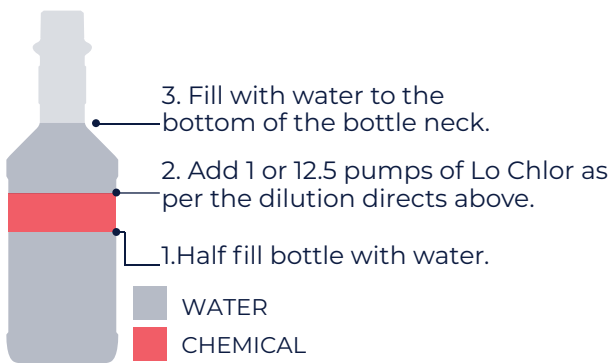 3. Fill with water to the
bottom of the bottle neck.
2. Add 1 or 12.5 pumps of Lo Chlor as
per the dilution directs above.
1.Half fill bottle with water.
WATER
CHEMICAL